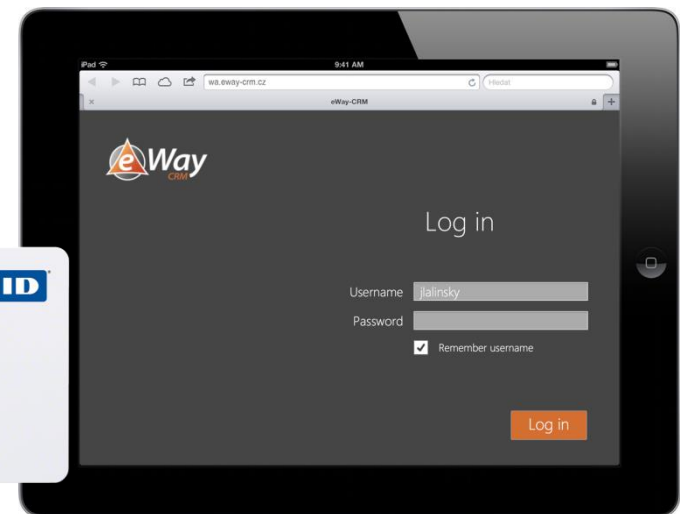 iPad 9:41 AM
wa.eway-crm.cz Hledat
eWay-CRM
eWay
CRM
Log in
ID
Username jlalinsky
Password
Remember username
Log in